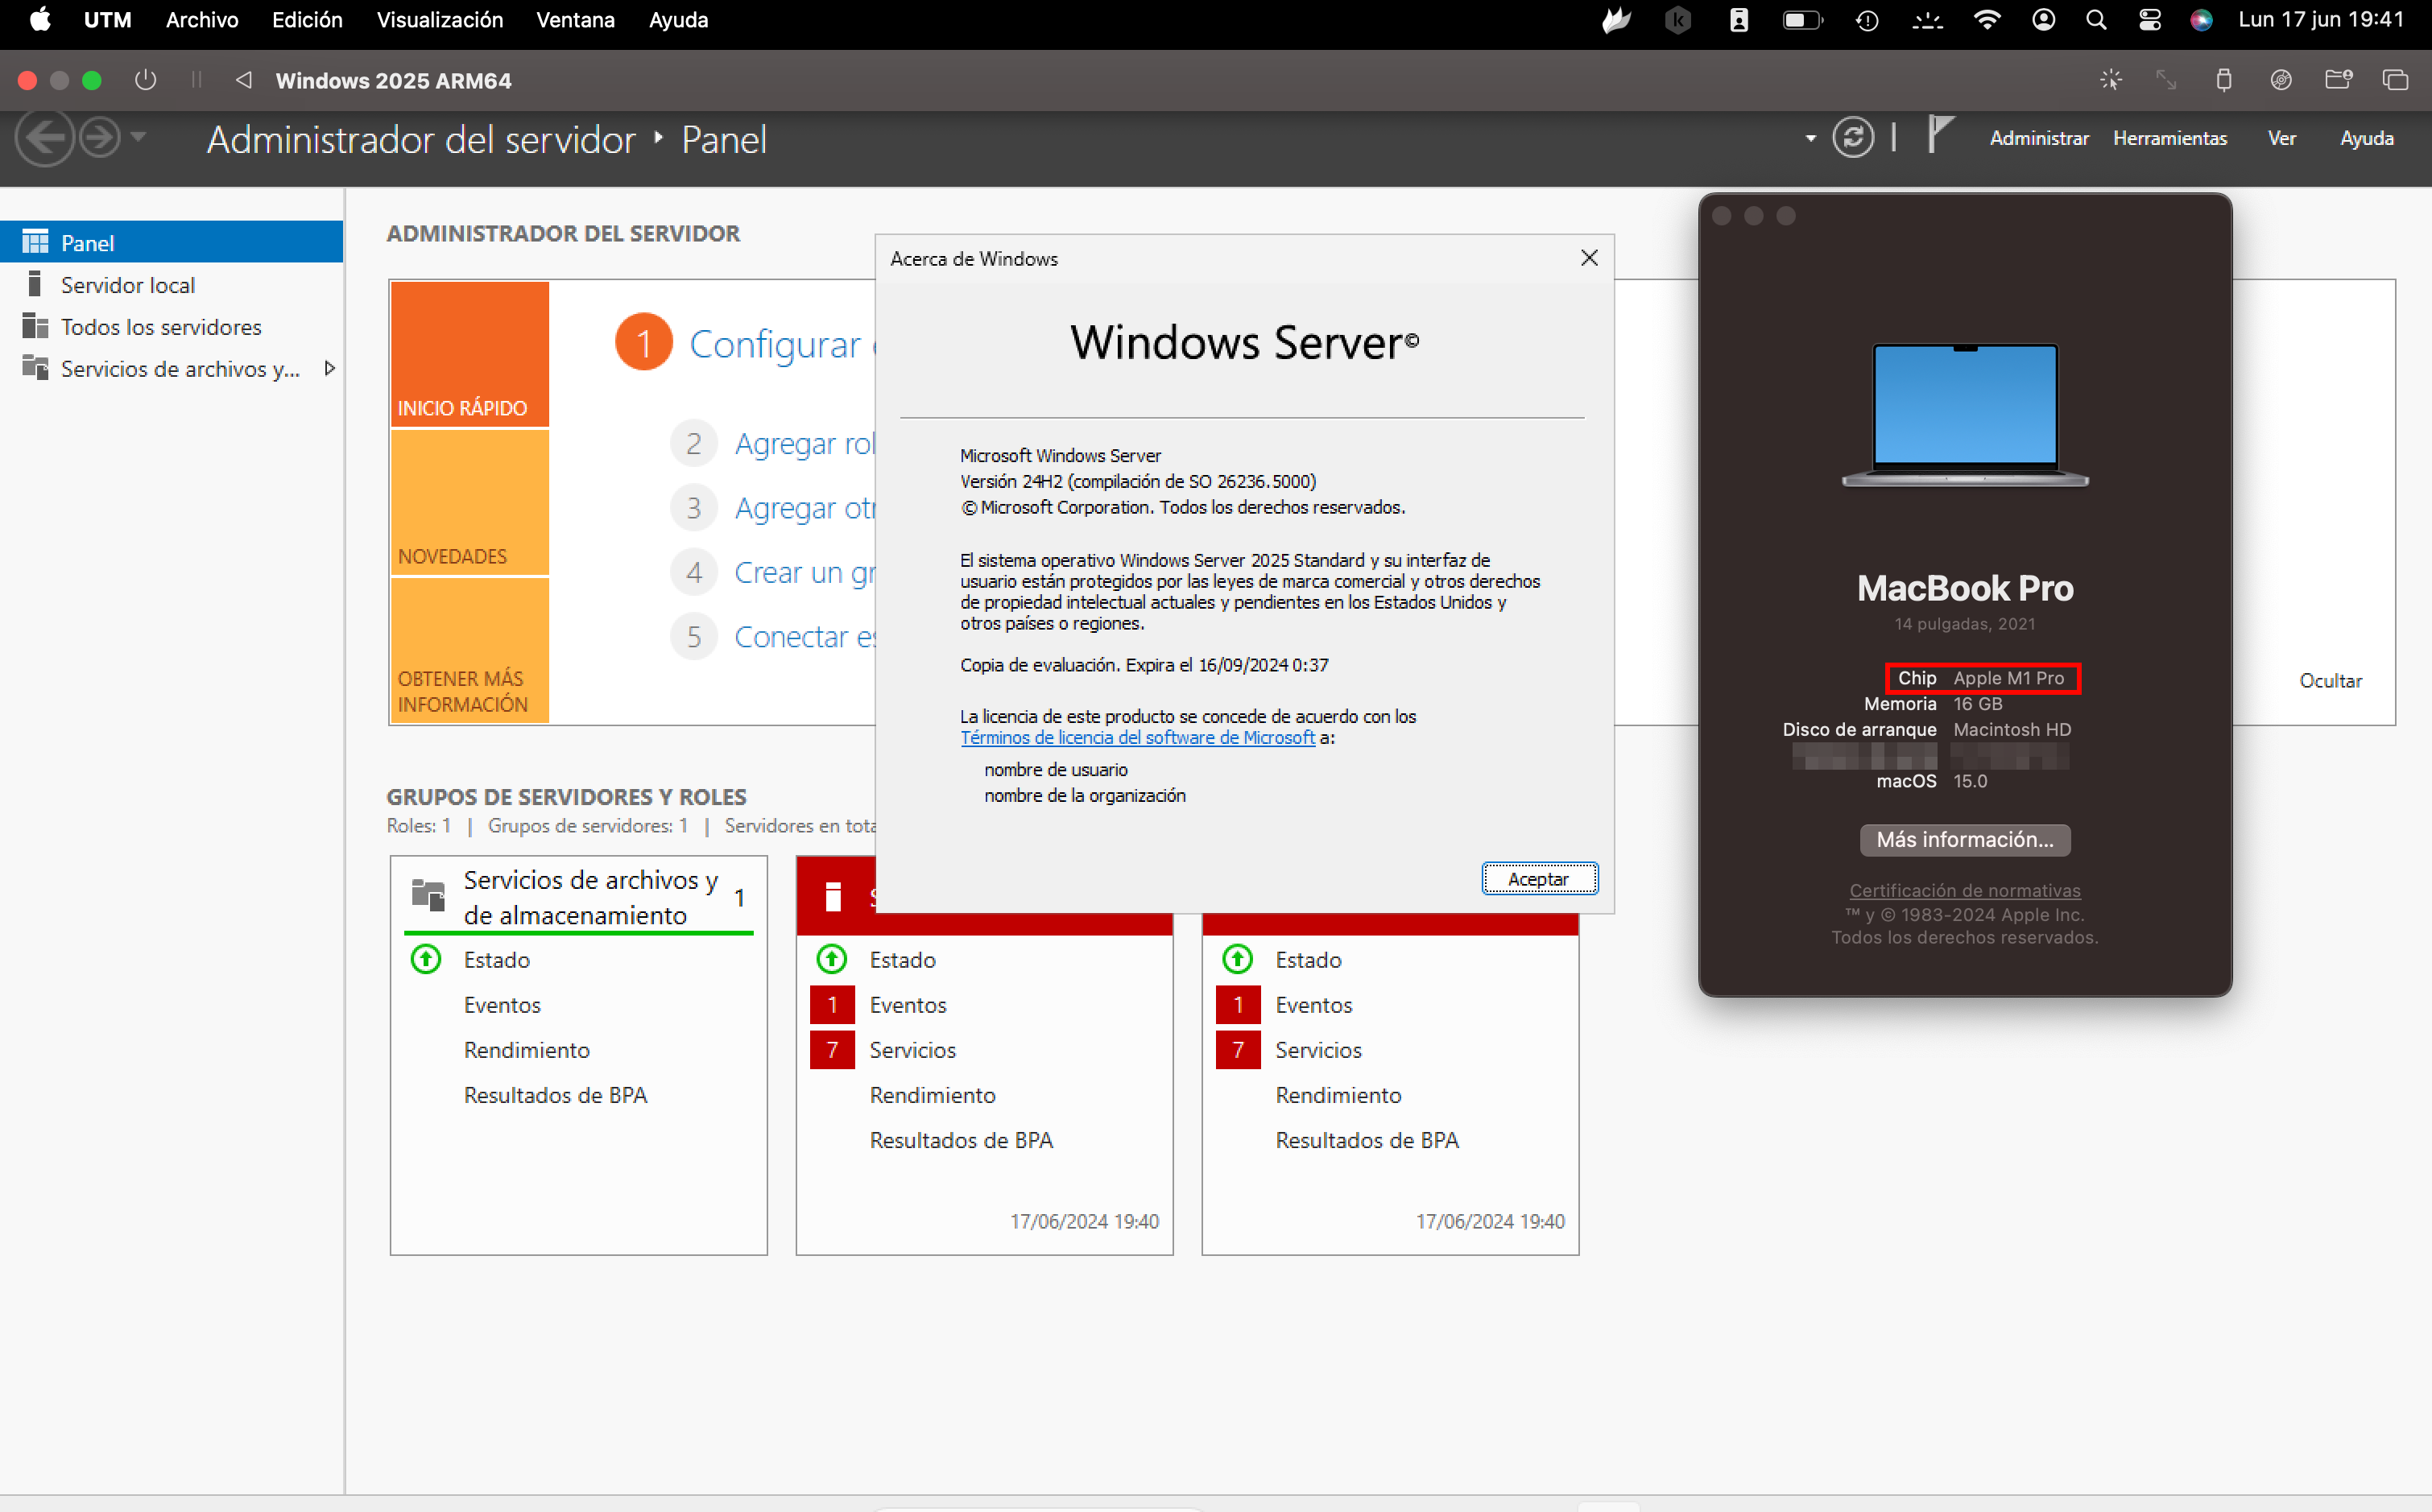 UTM Archivo Edición Visualización Ventana Ayuda
Lun 17 jun 19:41
Windows 2025 ARM64
Administrador del servidor ‣ Panel
Administrar Herramientas Ver Ayuda
Panel
Servidor local
Todos los servidores
Servicios de archivos y...
ADMINISTRADOR DEL SERVIDOR
INICIO RÁPIDO
NOVEDADES
OBTENER MÁS
INFORMACIÓN
1 Configurar
2 Agregar rol
3 Agregar otr
4 Crear un gr
5 Conectar es
Ocultar
GRUPOS DE SERVIDORES Y ROLES
Roles: 1 | Grupos de servidores: 1 | Servidores en tota
Servicios de archivos y
de almacenamiento
1
Estado
Eventos
Rendimiento
Resultados de BPA
Estado
1 Eventos
7 Servicios
Rendimiento
Resultados de BPA
17/06/2024 19:40
Estado
1 Eventos
7 Servicios
Rendimiento
Resultados de BPA
17/06/2024 19:40
Acerca de Windows
Windows Server©
Microsoft Windows Server
Versión 24H2 (compilación de SO 26236.5000)
© Microsoft Corporation. Todos los derechos reservados.
El sistema operativo Windows Server 2025 Standard y su interfaz de
usuario están protegidos por las leyes de marca comercial y otros derechos
de propiedad intelectual actuales y pendientes en los Estados Unidos y
otros países o regiones.
Copia de evaluación. Expira el 16/09/2024 0:37
La licencia de este producto se concede de acuerdo con los
Términos de licencia del software de Microsoft a:
nombre de usuario
nombre de la organización
Aceptar
MacBook Pro
14 pulgadas, 2021
Chip Apple M1 Pro
Memoria 16 GB
Disco de arranque Macintosh HD
macOS 15.0
Más información...
Certificación de normativas
™ y © 1983-2024 Apple Inc.
Todos los derechos reservados.